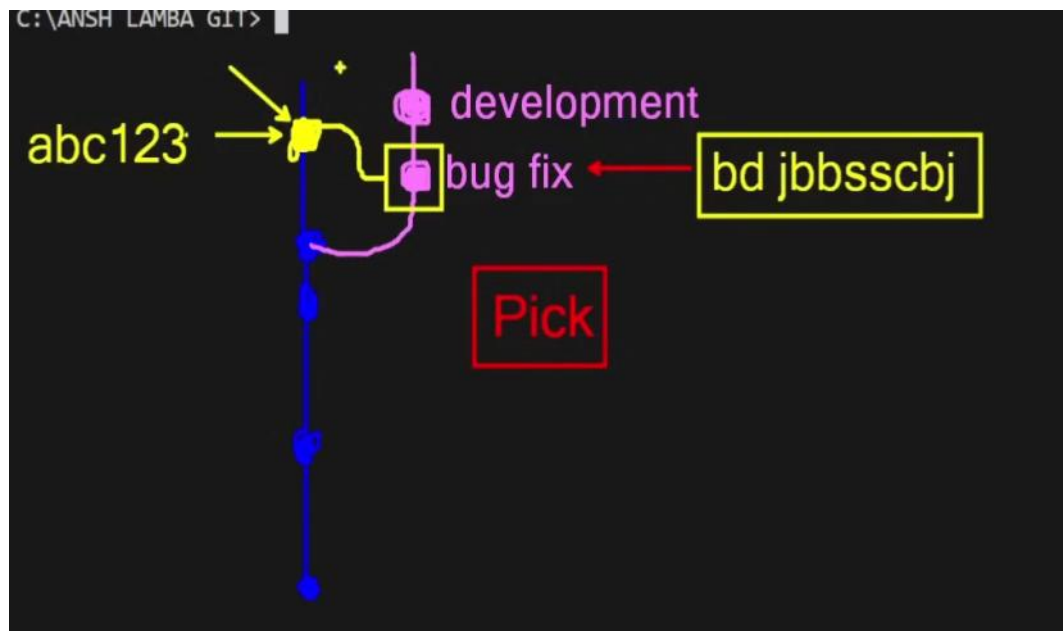 C:\ANSH LAMBA GIT>
development
abc123
bug fix
bd jbbsscbj
Pick